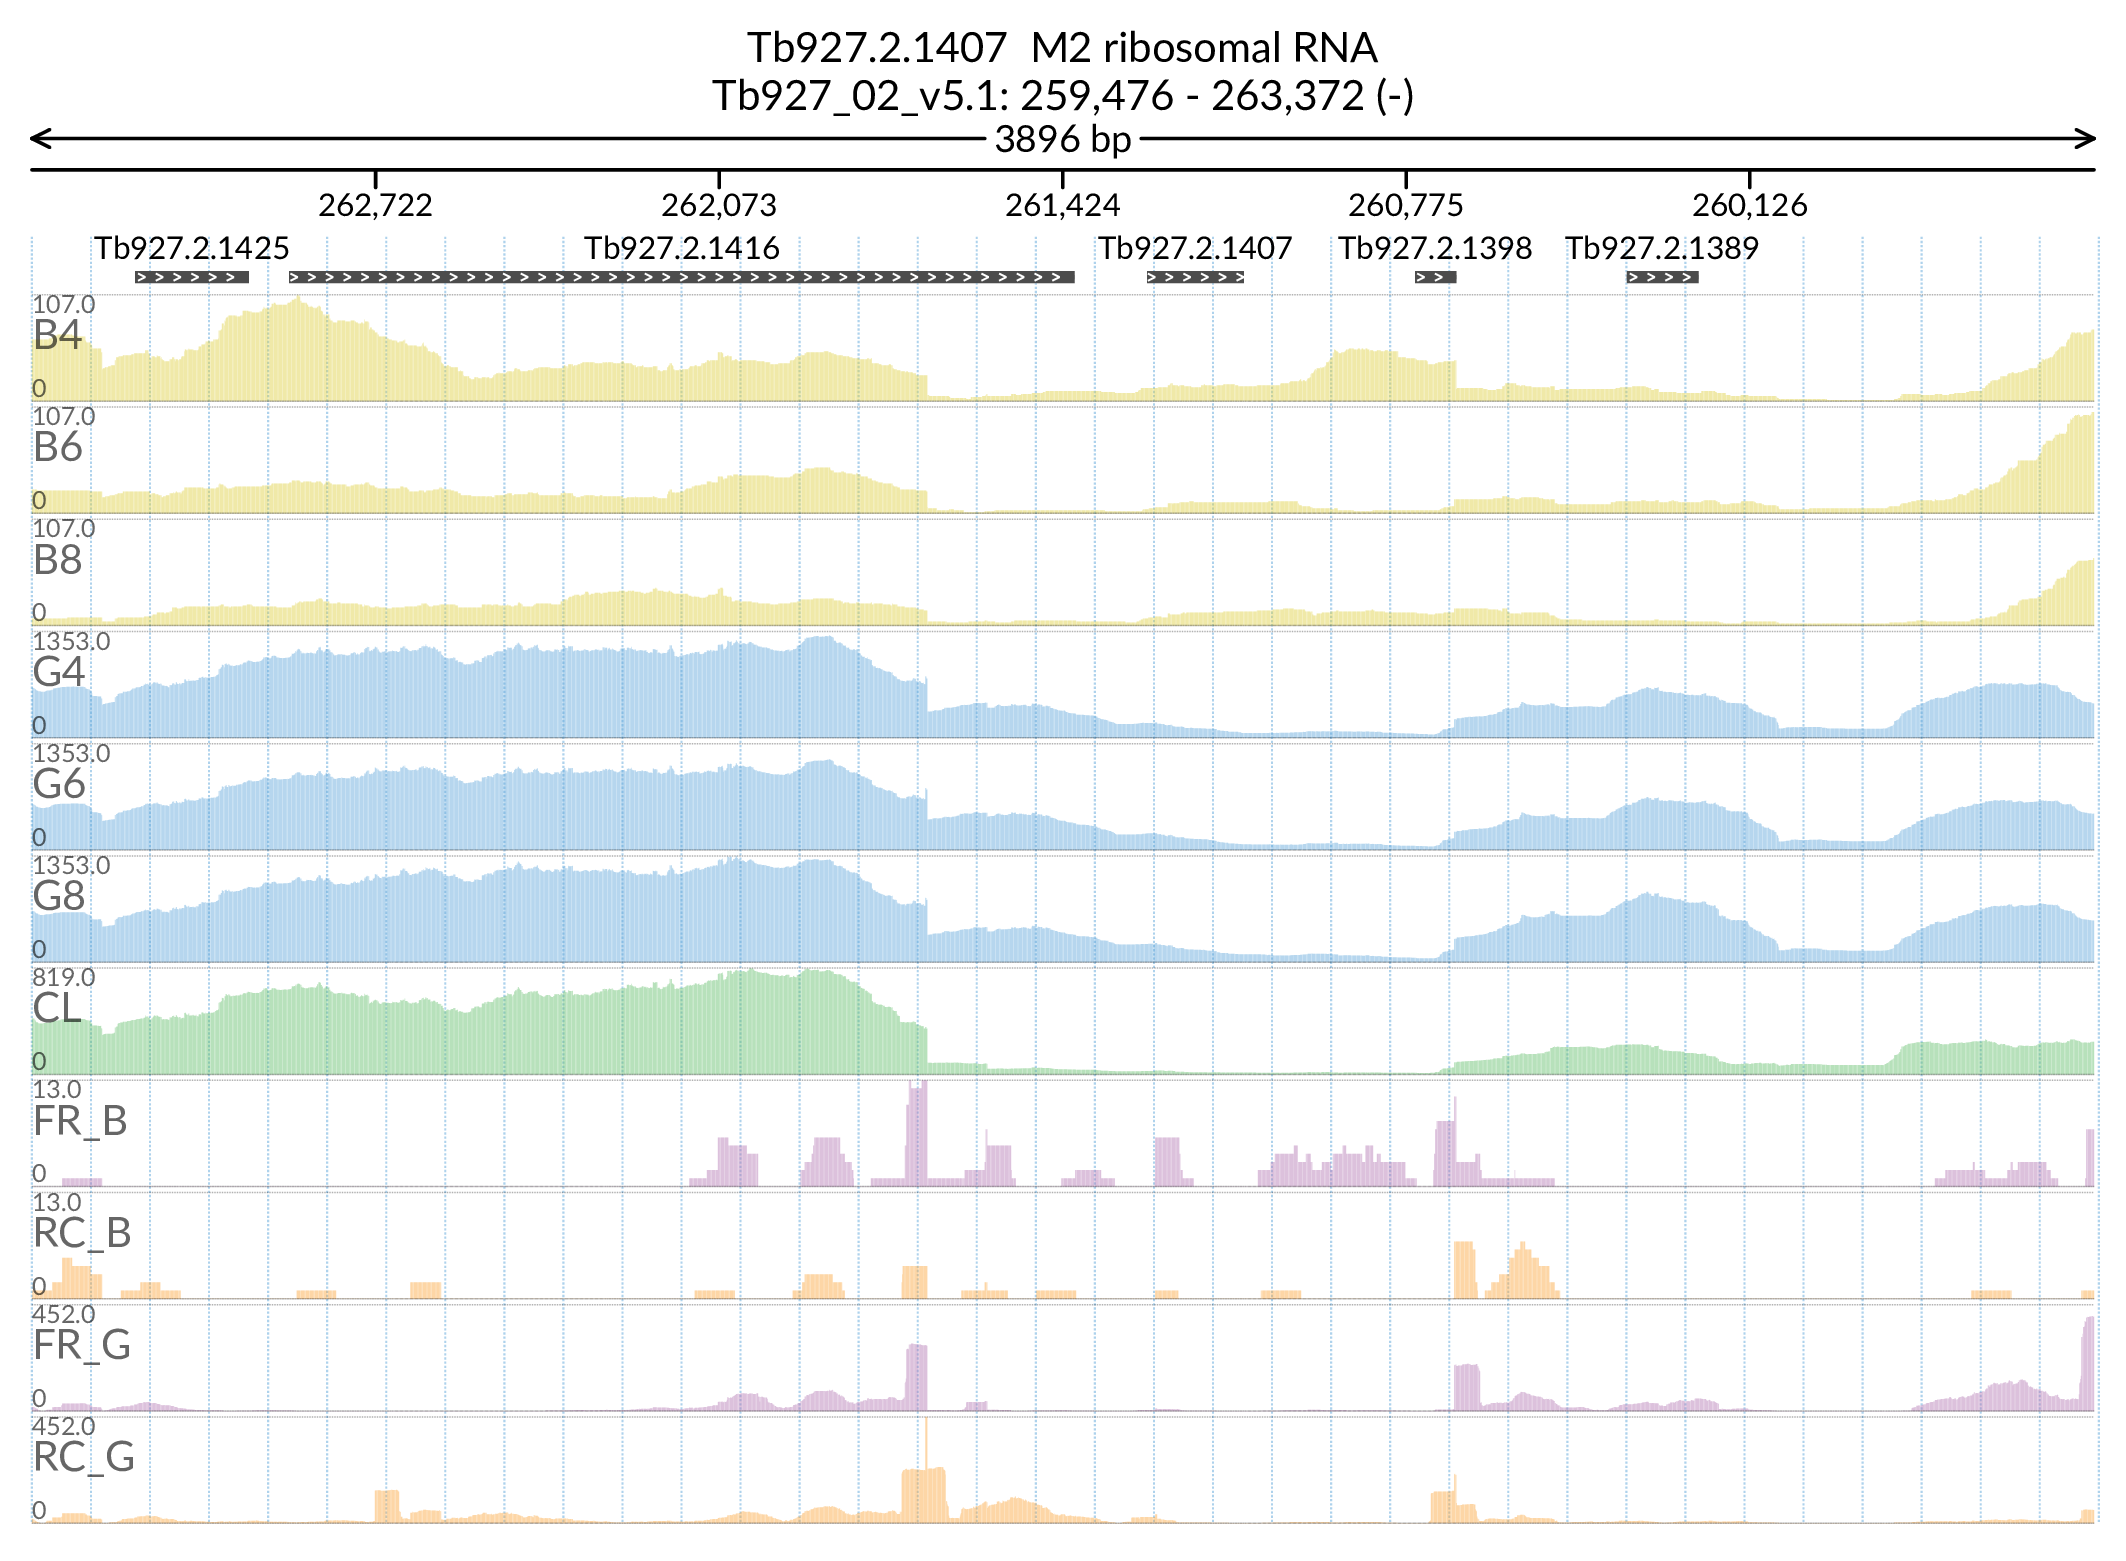 Tb927.2.1407 M2 ribosomal RNA
Tb927_02_v5.1: 259,476 - 263,372 (-)
3896 bp
262,722 262,073 261,424 260,775 260,126
Tb927.2.1425 Tb927.2.1416 Tb927.2.1407 Tb927.2.1398 Tb927.2.1389
107.0
B4
0
107.0
B6
0
107.0
B8
0
1353.0
G4
0
1353.0
G6
0
1353.0
G8
0
819.0
CL
0
13.0
FR_B
0
13.0
RC_B
0
452.0
FR_G
0
452.0
RC_G
0